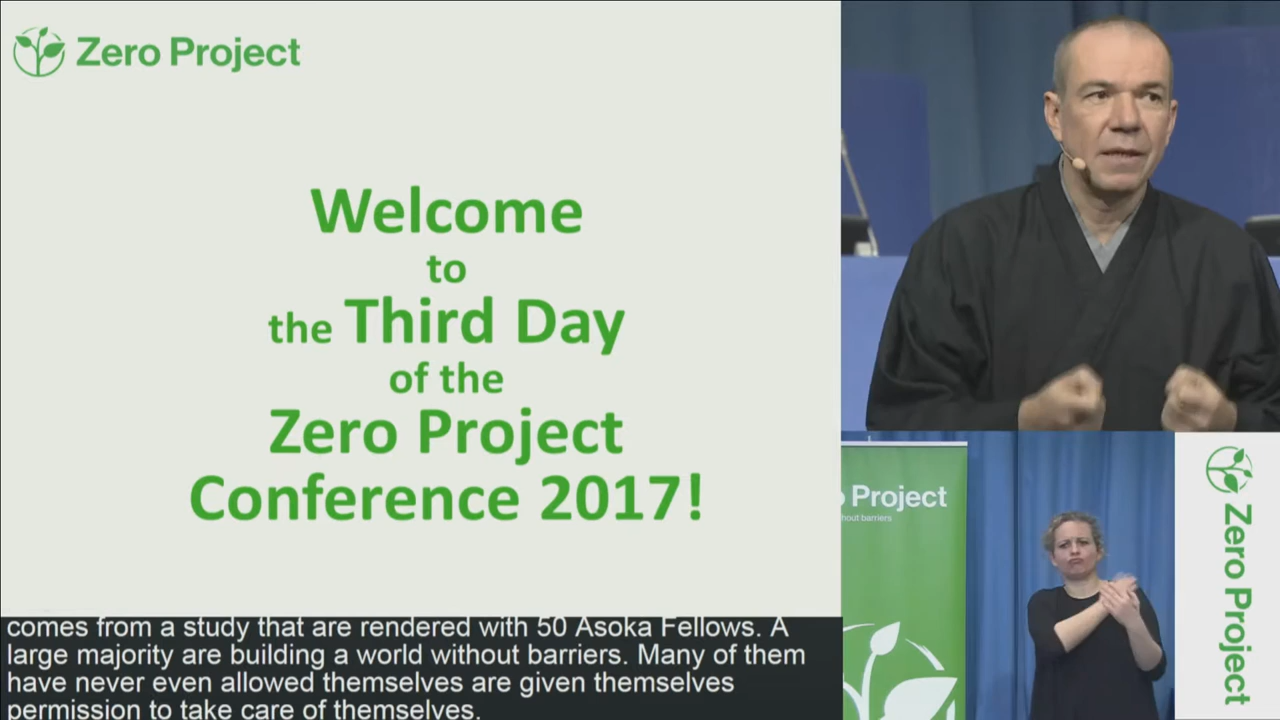 Zero Project
Welcome
to
the Third Day
of the
Zero Project
Conference 2017!
comes from a study that are rendered with 50 Asoka Fellows. A
large majority are building a world without barriers. Many of them
have never even allowed themselves are given themselves
permission to take care of themselves.
o Project
hout barriers
Zero Project